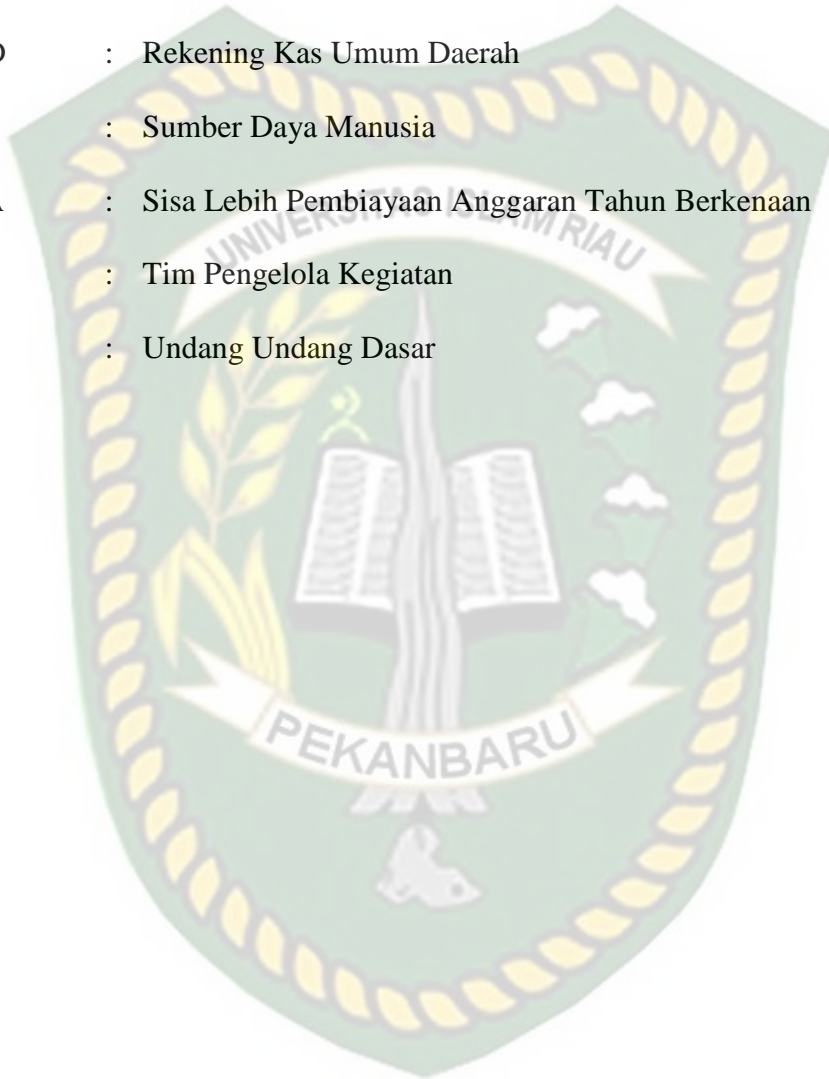 D : Rekening Kas Umum Daerah
: Sumber Daya Manusia
A : Sisa Lebih Pembiayaan Anggaran Tahun Berkenaan
UNIVERSITAS ISLAM RIAU
: Tim Pengelola Kegiatan
: Undang Undang Dasar
PEKANBARU